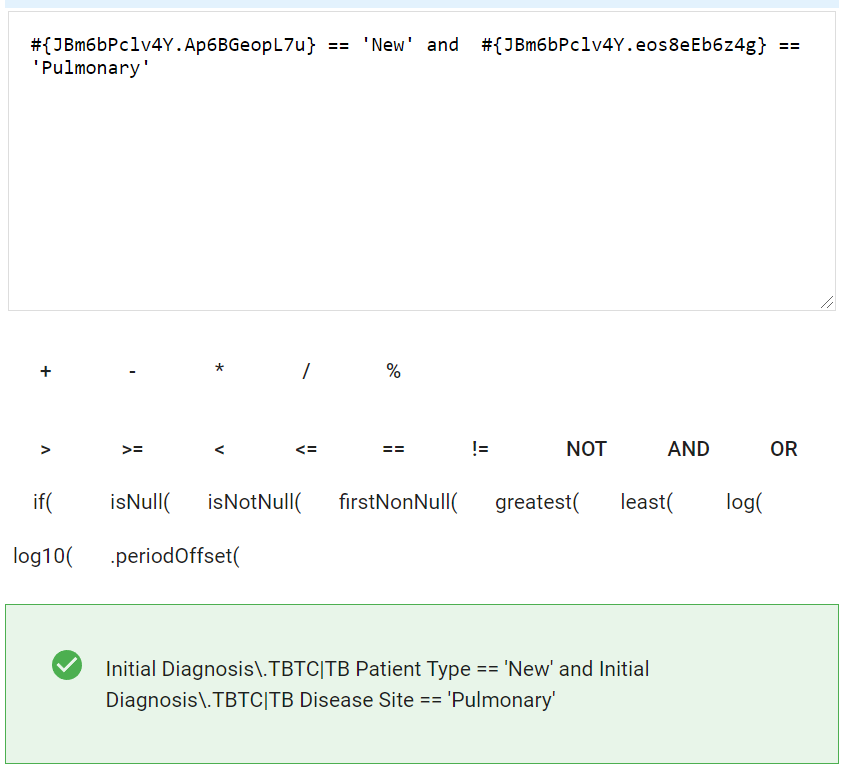 #{JBm6bPclv4Y.Ap6BGeopL7u} == 'New' and  #{JBm6bPclv4Y.eos8eEb6z4g} ==
'Pulmonary'
+ - * / %
> >= < <= == != NOT AND OR
if( isNull( isNotNull( firstNonNull( greatest( least( log(
log10( .periodOffset(
Initial Diagnosis\.TBTC|TB Patient Type == 'New' and Initial
Diagnosis\.TBTC|TB Disease Site == 'Pulmonary'